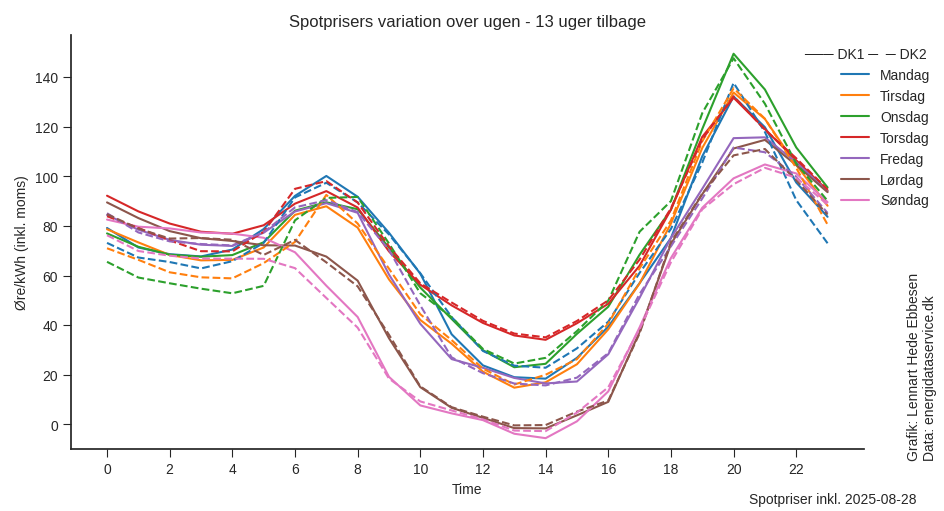 Spotprisers variation over ugen - 13 uger tilbage
DK1 DK2
Mandag
Tirsdag
Onsdag
Torsdag
Fredag
Lørdag
Søndag
Øre/kWh (inkl. moms)
140
120
100
80
60
40
20
0
0 2 4 6 8 10 12 14 16 18 20 22
Time
Grafik: Lennart Hede Ebbesen
Data: energidataservice.dk
Spotpriser inkl. 2025-08-28